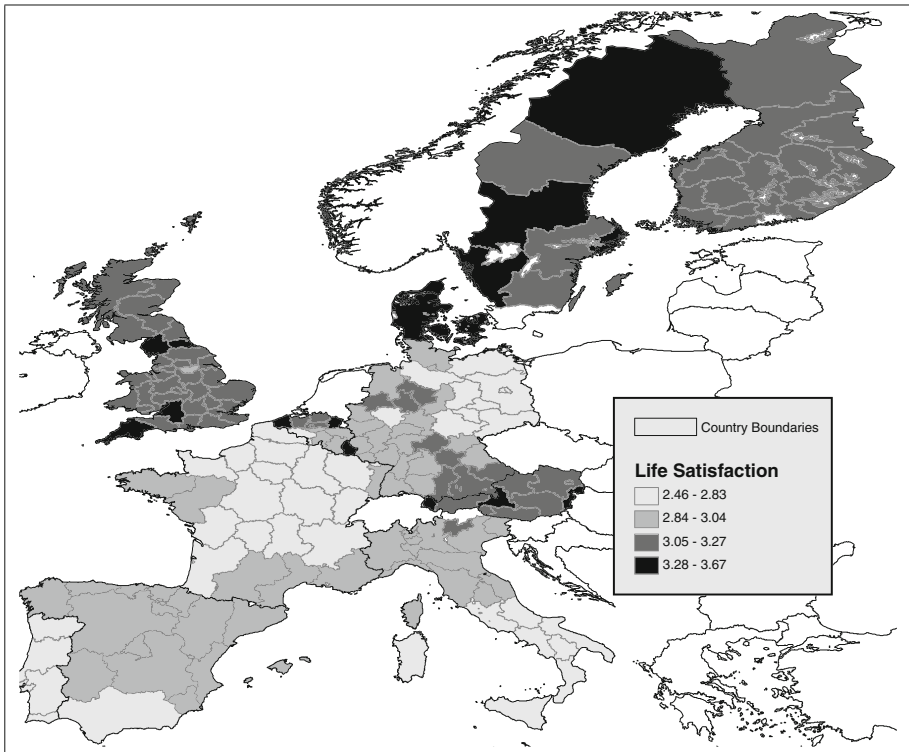 Country Boundaries
Life Satisfaction
2.46 - 2.83
2.84 - 3.04
3.05 - 3.27
3.28 - 3.67